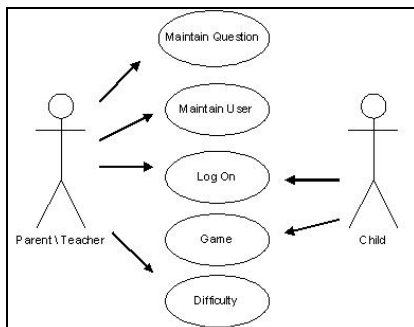 Maintain Question
Maintain User
Log On
Game
Difficulty
Parent \ Teacher
Child